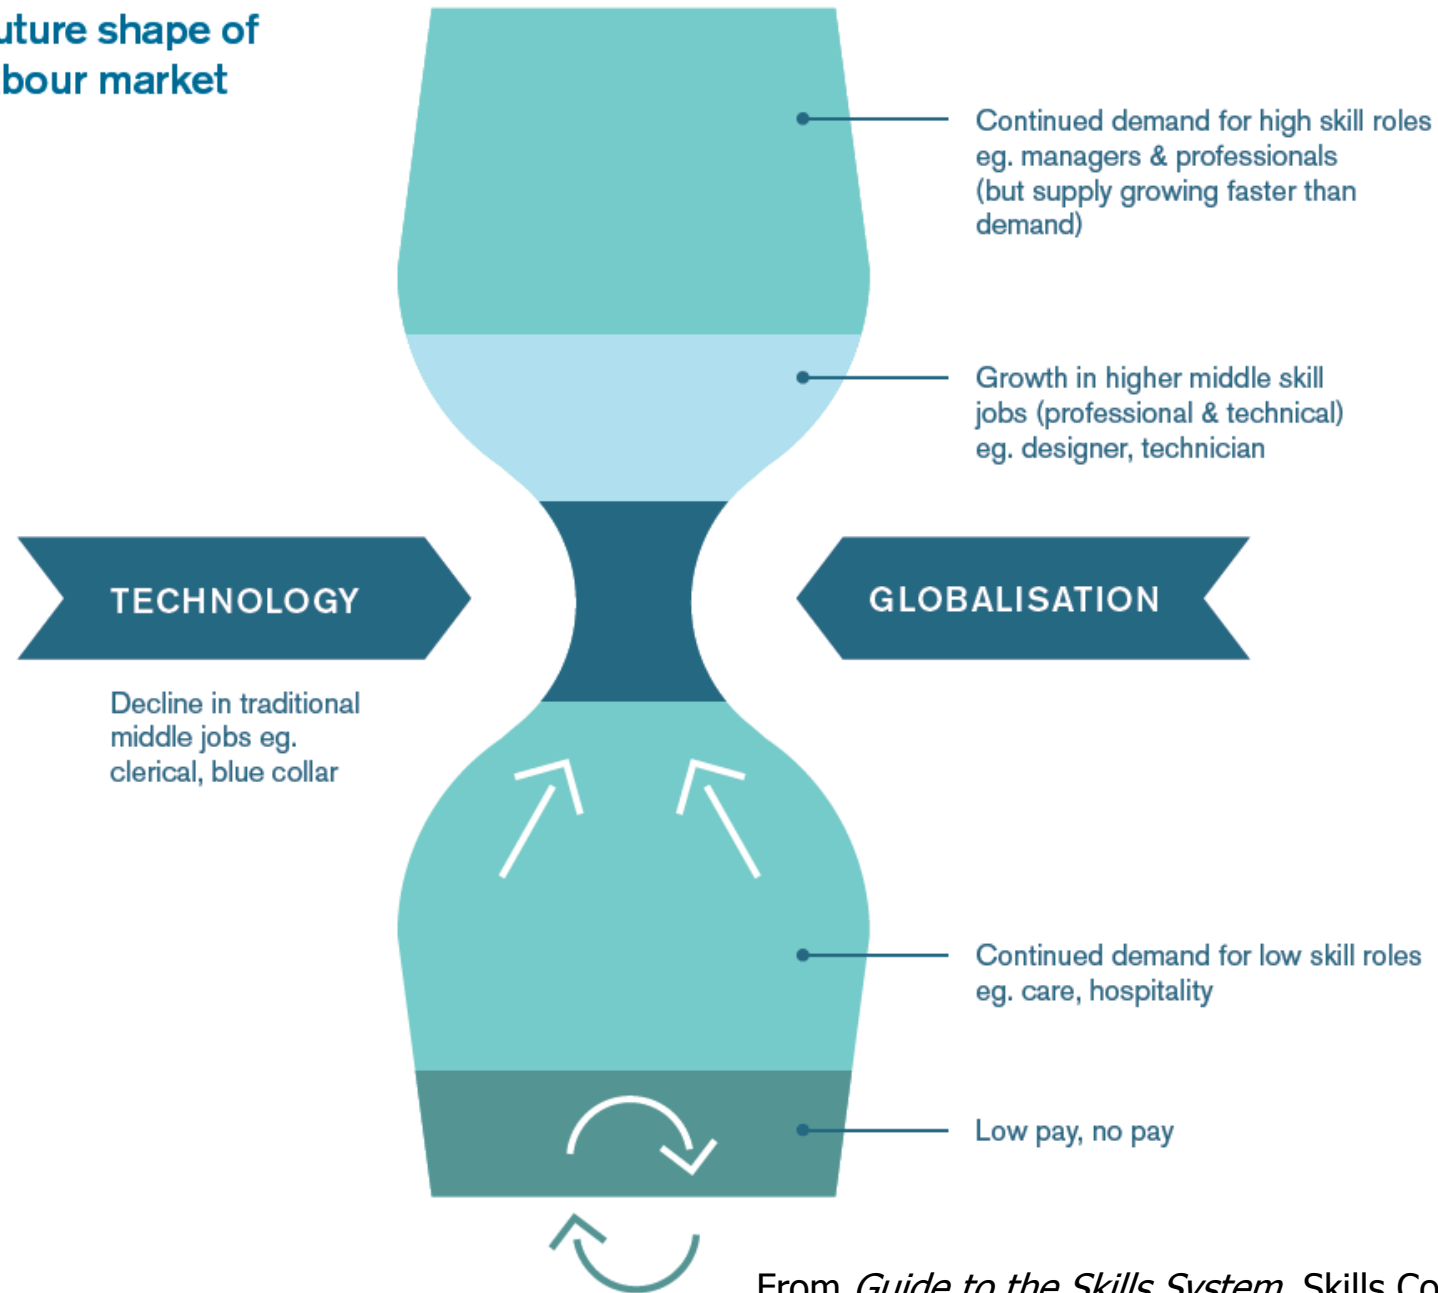 uture shape of
bour market
Continued demand for high skill roles
eg. managers & professionals
(but supply growing faster than
demand)
Growth in higher middle skill
jobs (professional & technical)
eg. designer, technician
TECHNOLOGY
GLOBALISATION
Decline in traditional
middle jobs eg.
clerical, blue collar
Continued demand for low skill roles
eg. care, hospitality
Low pay, no pay
From Guide to the Skills System, Skills Co